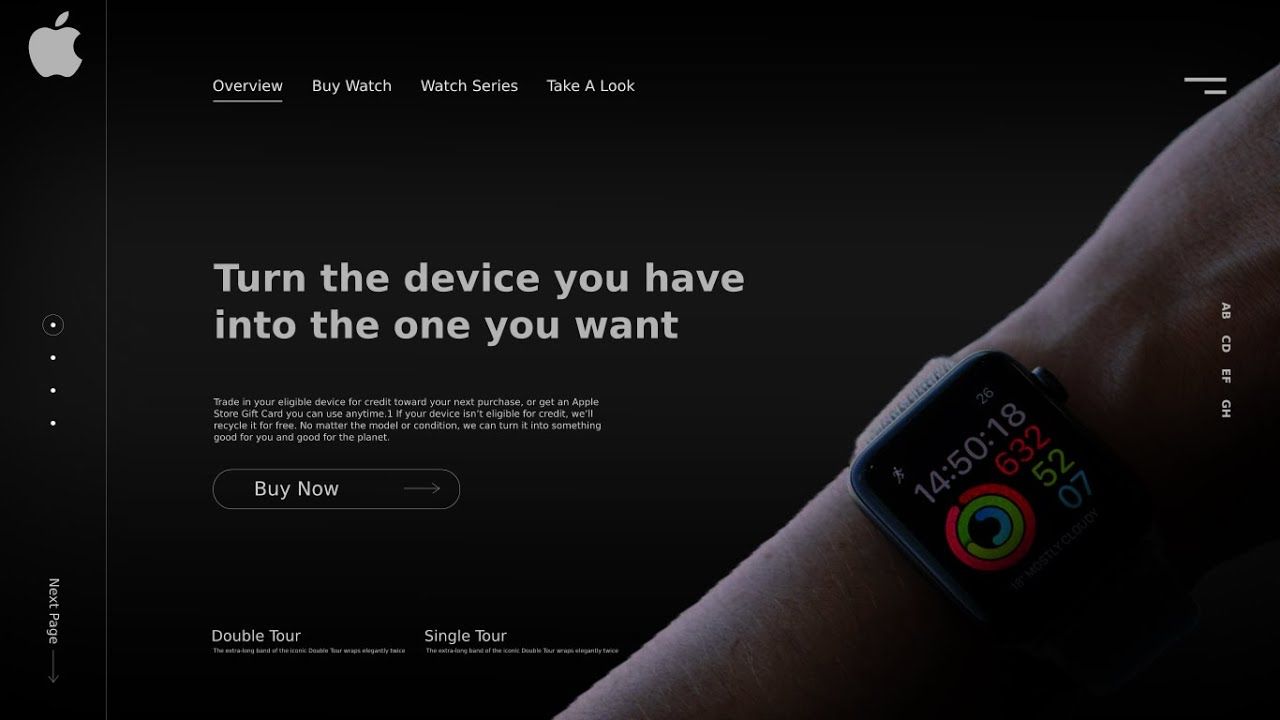 Overview Buy Watch Watch Series Take A Look
Turn the device you have
into the one you want
Trade in your eligible device for credit toward your next purchase, or get an Apple
Store Gift Card you can use anytime.1 If your device isn't eligible for credit, we'll
recycle it for free. No matter the model or condition, we can turn it into something
good for you and good for the planet.
Buy Now
Next Page
Double Tour
The extra-long band of the iconic Double Tour wraps elegantly twice
Single Tour
The extra-long band of the iconic Double Tour wraps elegantly twice
26
14:50:18
632
52
07
18° MOSTLY CLOUDY
AB CD EF GH